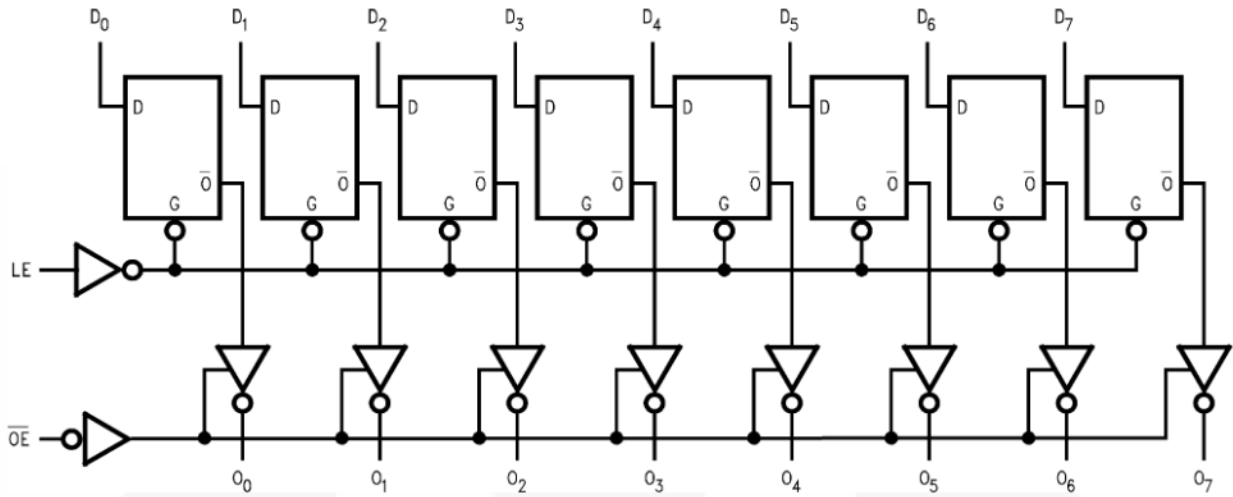 D₀ D₁ D₂ D₃ D₄ D₅ D₆ D₇
D D D D D D D D
O̅ O̅ O̅ O̅ O̅ O̅ O̅ O̅
G G G G G G G G
LE
O̅E̅
O₀ O₁ O₂ O₃ O₄ O₅ O₆ O₇